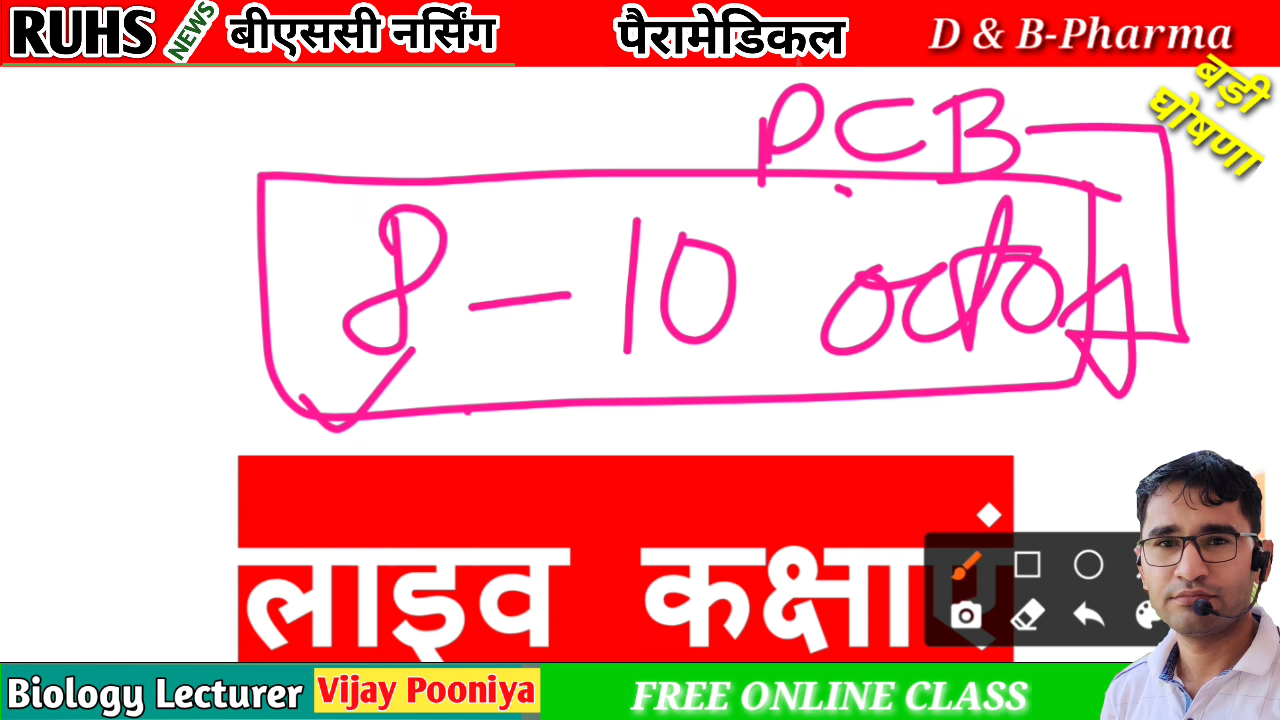 RUHS NEWS बीएससी नर्सिंग पैरामेडिकल D & B-Pharma
बड़ी
घोषणा
PCB
8 - 10
लाइव कक्षाएं
Biology Lecturer Vijay Pooniya FREE ONLINE CLASS